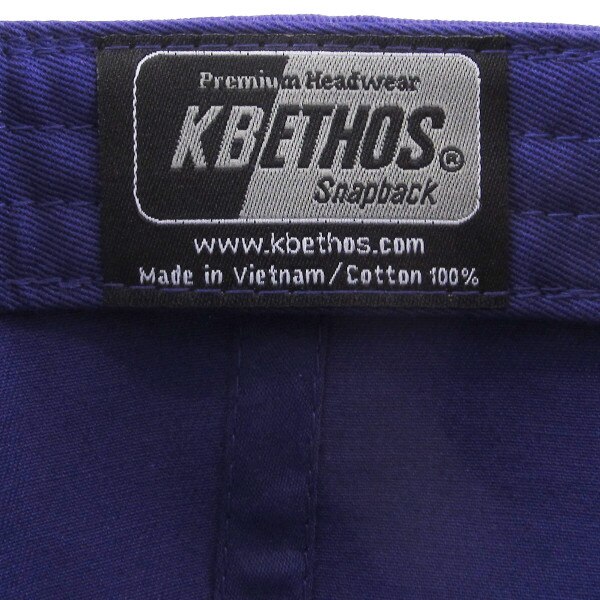 Premium Headwear
KBETHOS®
Snapback
www.kbethos.com
Made in Vietnam/Cotton 100%